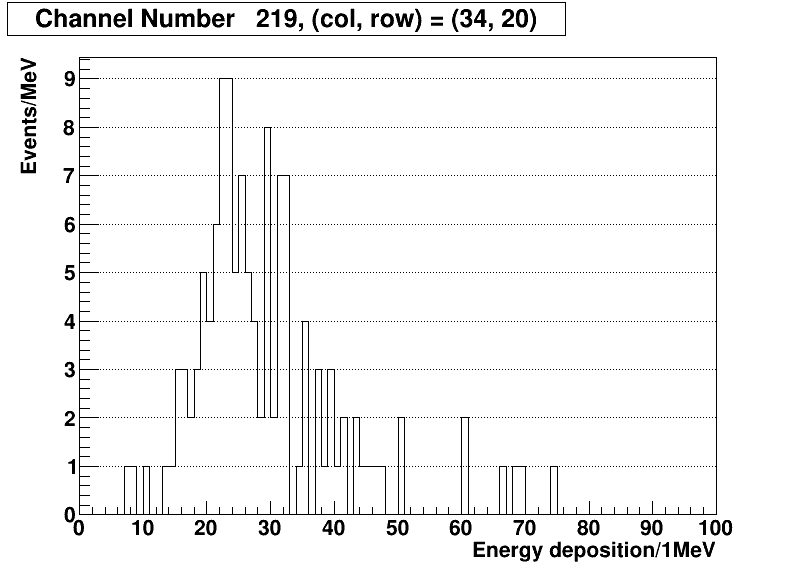 Channel Number 219, (col, row) = (34, 20)
Events/MeV
9
8
7
6
5
4
3
2
1
0
0 10 20 30 40 50 60 70 80 90 100
Energy deposition/1MeV